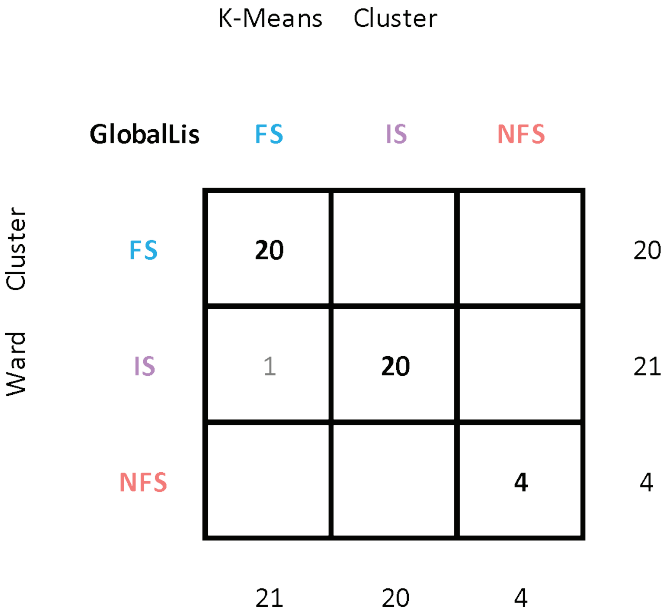 K-Means Cluster
GlobalLis FS IS NFS
Ward Cluster
FS 20 20
IS 1 20 21
NFS 4 4
21 20 4